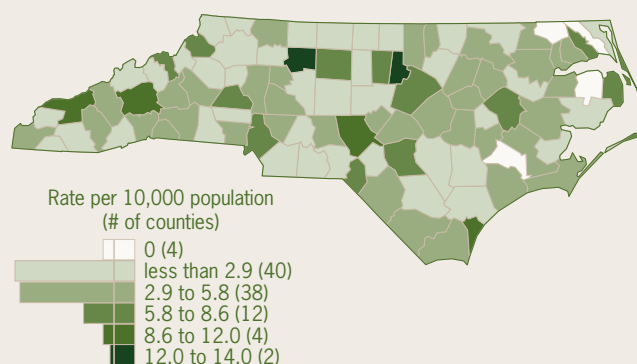 Rate per 10,000 population
(# of counties)
0 (4)
less than 2.9 (40)
2.9 to 5.8 (38)
5.8 to 8.6 (12)
8.6 to 12.0 (4)
12.0 to 14.0 (2)